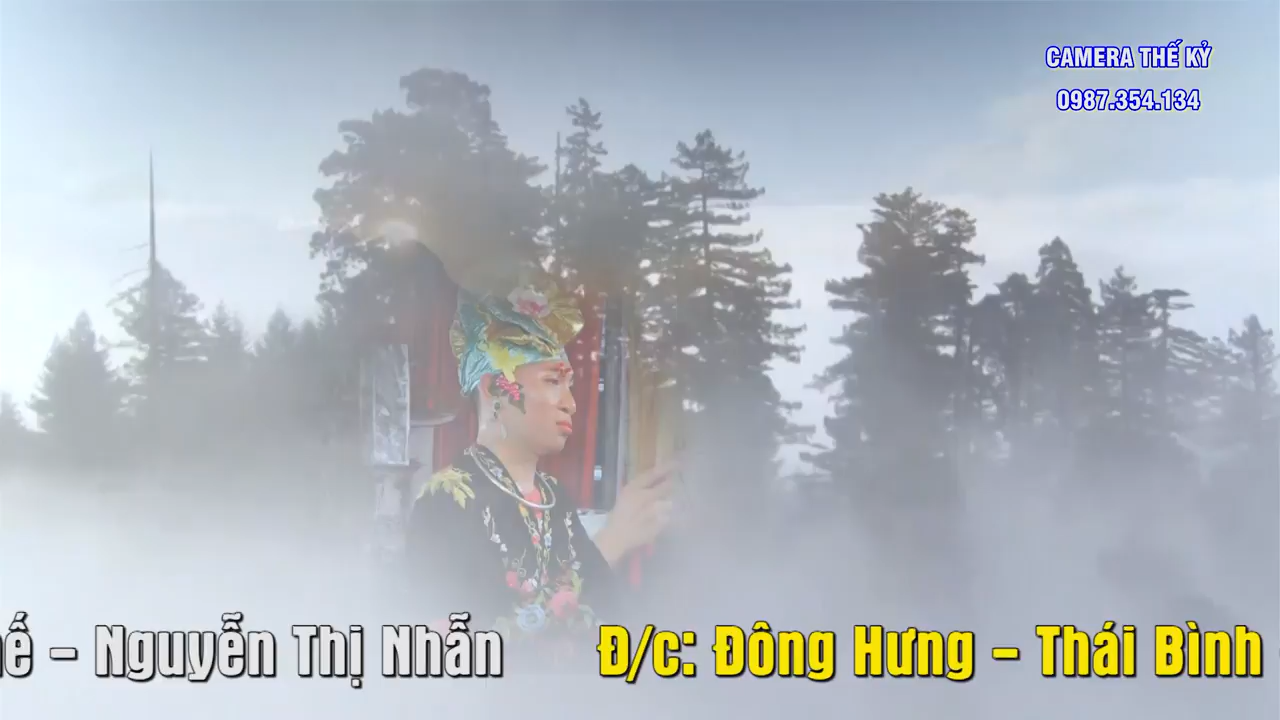 CAMERA THẾ KỶ
0987.354.134
- Nguyễn Thị Nhẫn Đ/c: Đông Hưng - Thái Bình